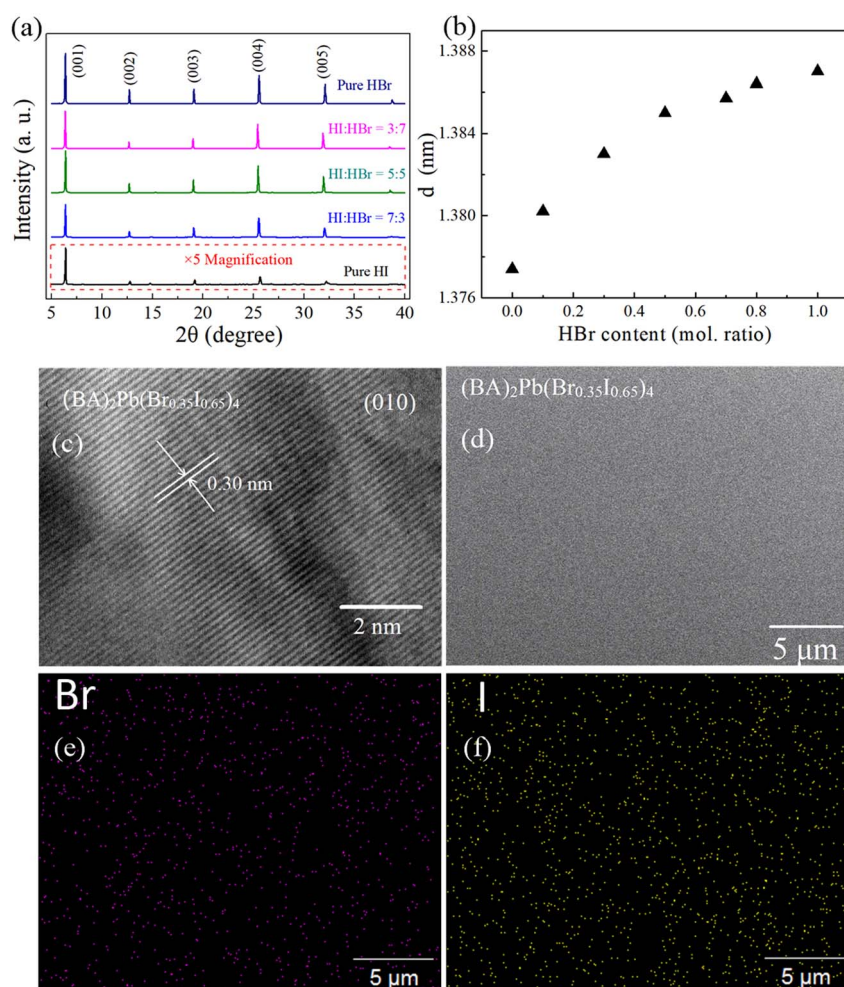 (a)
(001)
(002)
(003)
(004)
(005)
Pure HBr
HI:HBr = 3:7
HI:HBr = 5:5
HI:HBr = 7:3
×5 Magnification
Pure HI
Intensity (a. u.)
5 10 15 20 25 30 35 40
2θ (degree)
(b)
1.388
1.384
1.380
1.376
d (nm)
0.0 0.2 0.4 0.6 0.8 1.0
HBr content (mol. ratio)
(BA)₂Pb(Br₀.₃₅I₀.₆₅)₄
(010)
(c)
0.30 nm
2 nm
(BA)₂Pb(Br₀.₃₅I₀.₆₅)₄
(d)
5 μm
Br
(e)
5 μm
I
(f)
5 μm